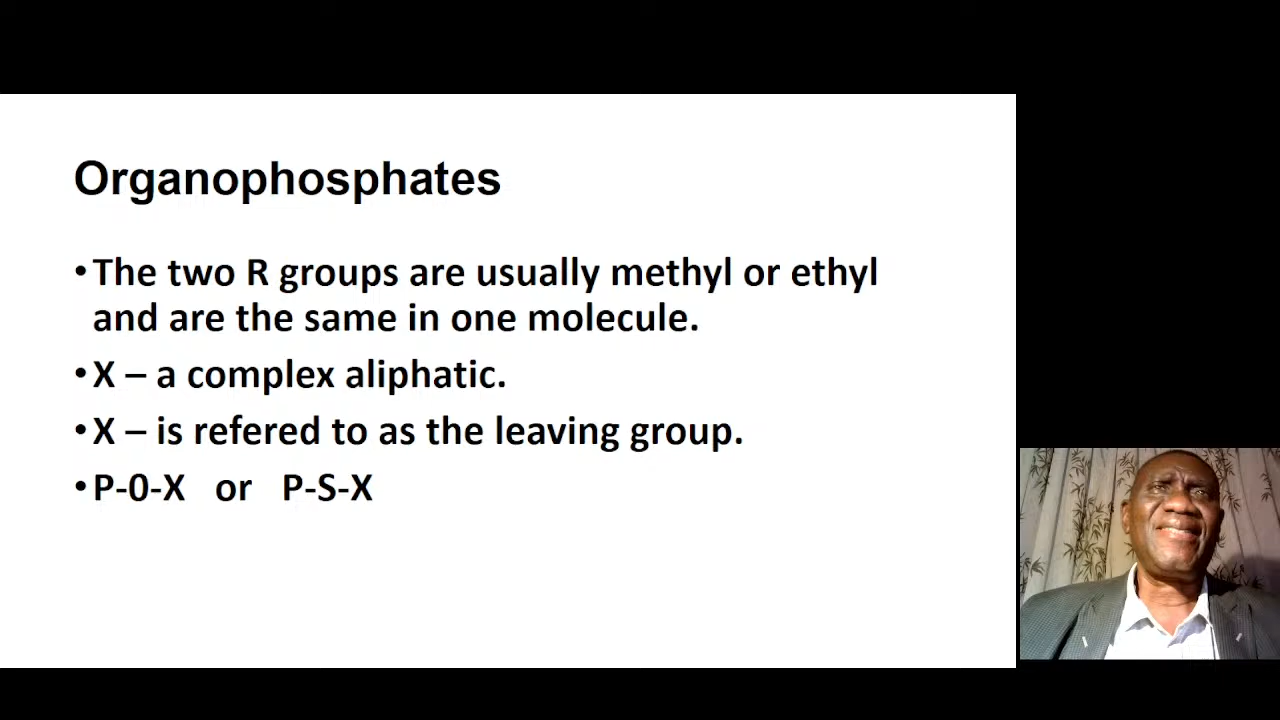 Organophosphates
•The two R groups are usually methyl or ethyl
and are the same in one molecule.
•X – a complex aliphatic.
•X – is refered to as the leaving group.
•P-0-X or P-S-X